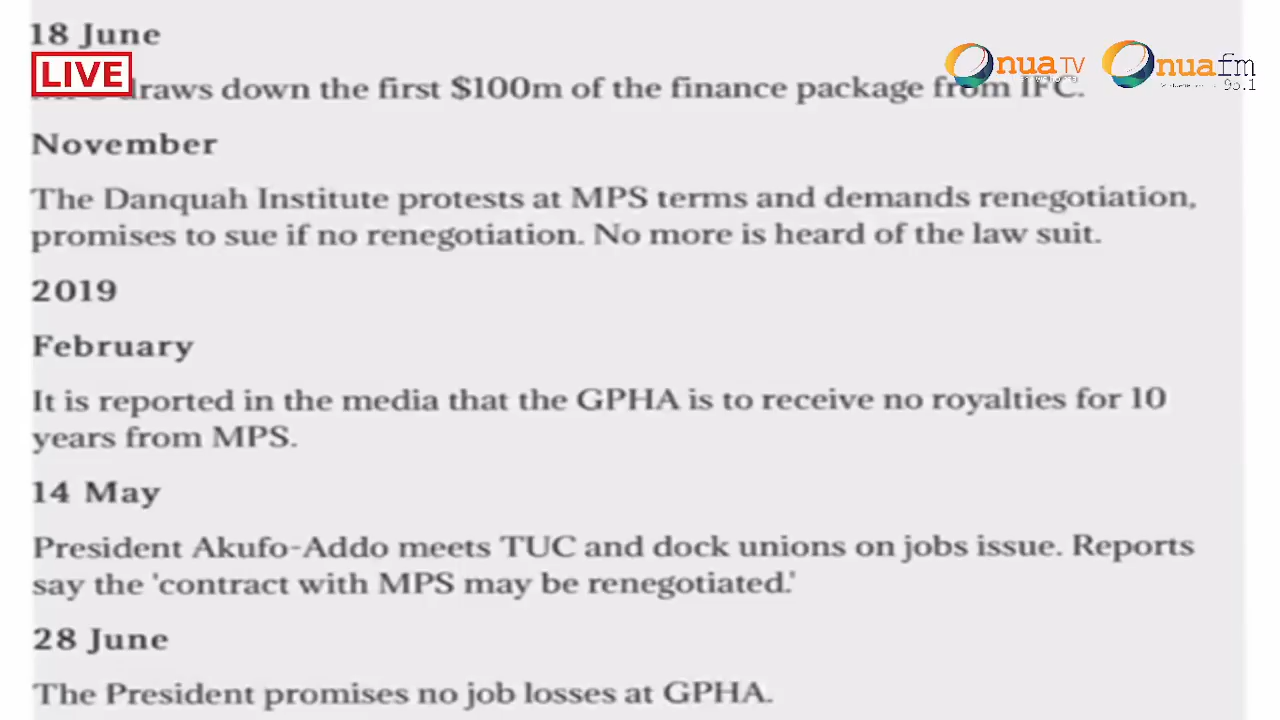 18 June
LIVE
draws down the first $100m of the finance package from IFC.
nua TV
nua fm
95.1
November
The Danquah Institute protests at MPS terms and demands renegotiation,
promises to sue if no renegotiation. No more is heard of the law suit.
2019
February
It is reported in the media that the GPHA is to receive no royalties for 10
years from MPS.
14 May
President Akufo-Addo meets TUC and dock unions on jobs issue. Reports
say the 'contract with MPS may be renegotiated.'
28 June
The President promises no job losses at GPHA.